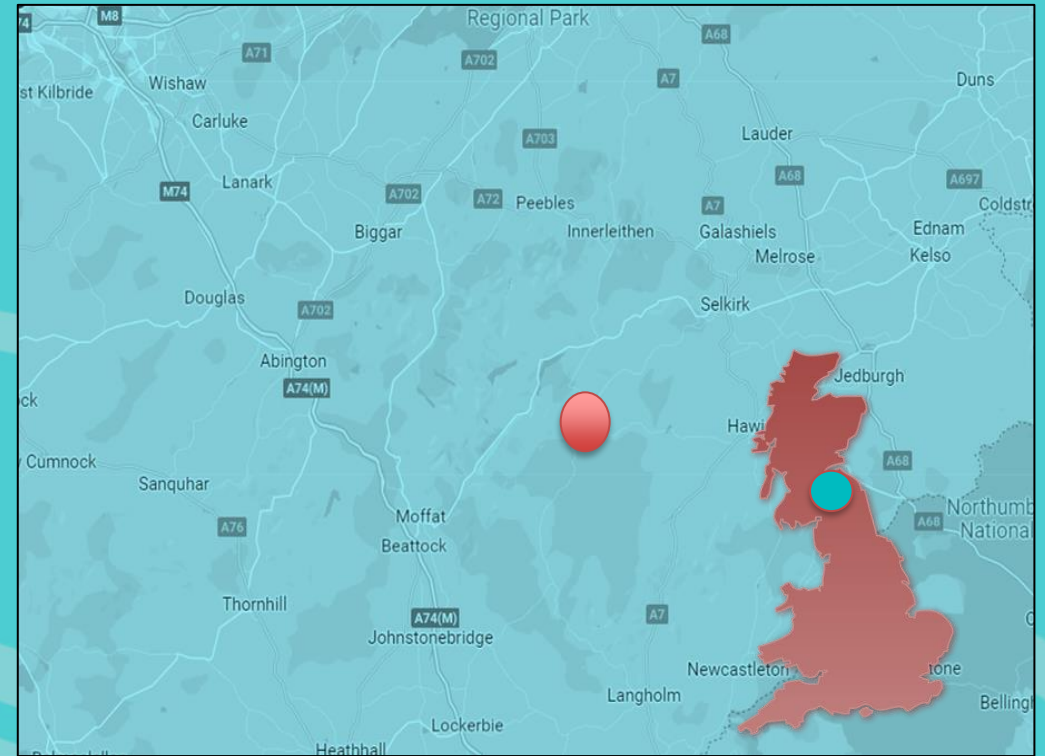 Regional Park
74
M8
A68
A71
A702
A7
Duns
st Kilbride
Wishaw
Carluke
Lauder
A703
Lanark
M74
A702
A72
Peebles
A68
A697
A7
Coldstr
Biggar
Innerleithen
Galashiels
Ednam
Melrose
Kelso
Douglas
A702
Selkirk
Abington
A74(M)
Jedburgh
ck
Hawi
Cumnock
Sanquhar
A68
Moffat
Northumb
A76
A68
National
Beattock
Thornhill
A74(M)
A7
Johnstonebridge
Newcastleton
tone
Langholm
Belling
Lockerbie
Heathhall